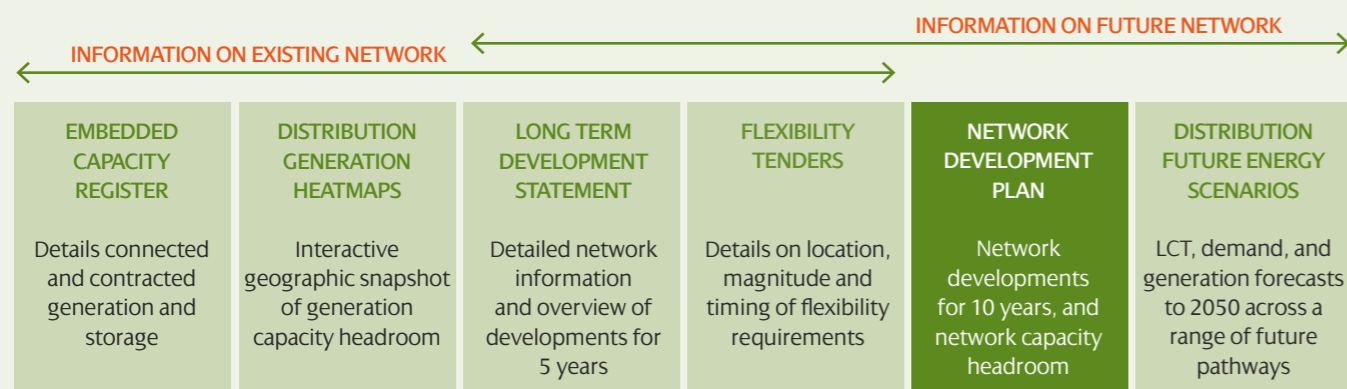 INFORMATION ON FUTURE NETWORK
INFORMATION ON EXISTING NETWORK
EMBEDDED
CAPACITY
REGISTER
Details connected
and contracted
generation and
storage
DISTRIBUTION
GENERATION
HEATMAPS
Interactive
geographic snapshot
of generation
capacity headroom
LONG TERM
DEVELOPMENT
STATEMENT
Detailed network
information
and overview of
developments for
5 years
FLEXIBILITY
TENDERS
Details on location,
magnitude and
timing of flexibility
requirements
NETWORK
DEVELOPMENT
PLAN
Network
developments
for 10 years, and
network capacity
headroom
DISTRIBUTION
FUTURE ENERGY
SCENARIOS
LCT, demand, and
generation forecasts
to 2050 across a
range of future
pathways